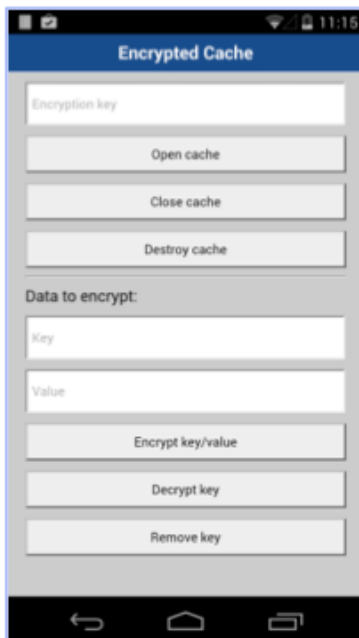 11:15
Encrypted Cache
Encryption key
Open cache
Close cache
Destroy cache
Data to encrypt:
Key
Value
Encrypt key/value
Decrypt key
Remove key